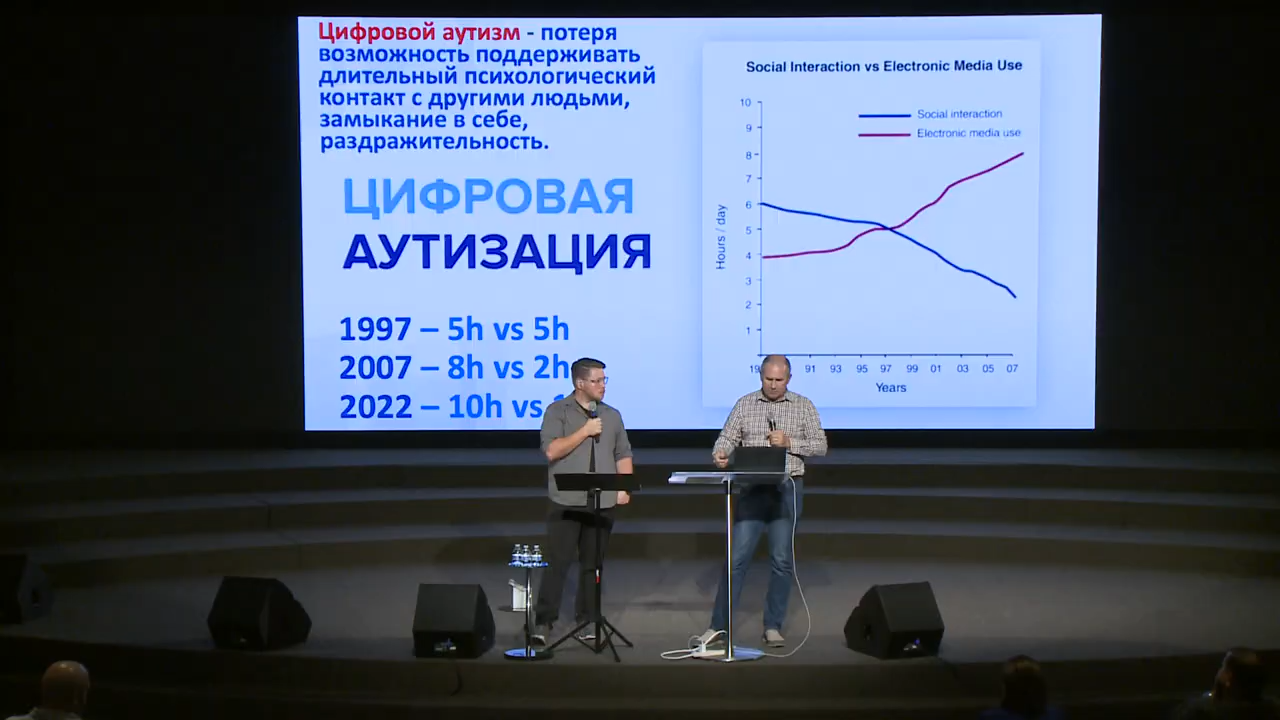 Цифровой аутизм - потеря
возможность поддерживать
длительный психологический
контакт с другими людьми,
замыкание в себе,
раздражительность.
ЦИФРОВАЯ
АУТИЗАЦИЯ
1997 – 5h vs 5h
2007 – 8h vs 2h
2022 – 10h vs
Social Interaction vs Electronic Media Use
Social interaction
Electronic media use
Hours / day
10
9
8
7
6
5
4
3
2
1
91 93 95 97 99 01 03 05 07
Years